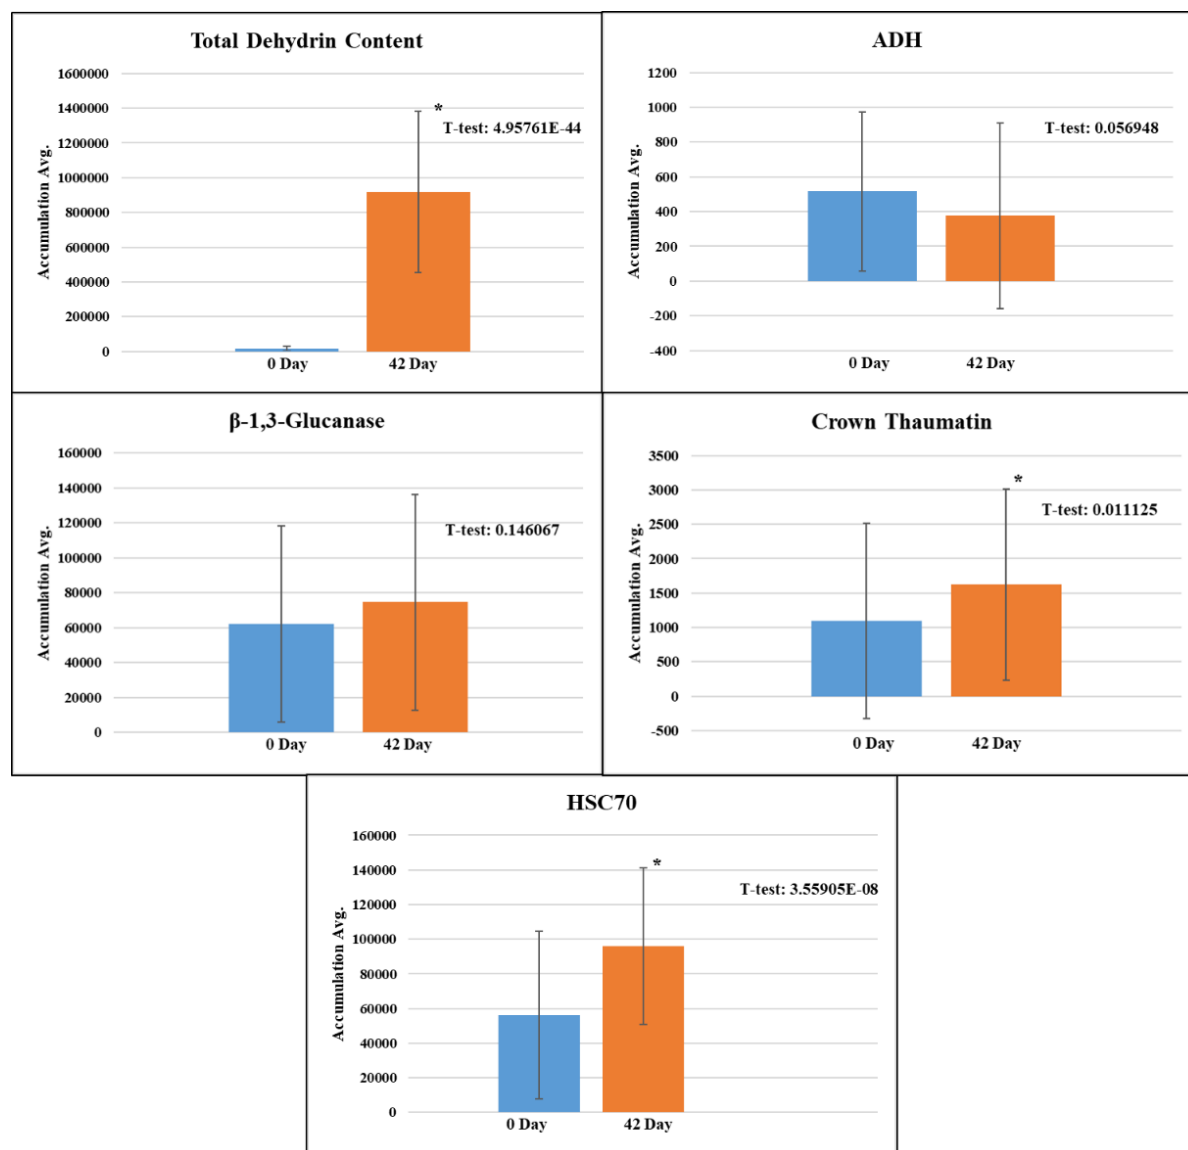 Total Dehydrin Content
1600000
1400000
1200000
1000000
800000
600000
400000
200000
0
Accumulation Avg.
*
T-test: 4.95761E-44
0 Day
42 Day
ADH
1200
1000
800
600
400
200
0
-200
-400
Accumulation Avg.
T-test: 0.056948
0 Day
42 Day
β-1,3-Glucanase
160000
140000
120000
100000
80000
60000
40000
20000
0
Accumulation Avg.
T-test: 0.146067
0 Day
42 Day
Crown Thaumatin
3500
3000
2500
2000
1500
1000
500
0
-500
Accumulation Avg.
*
T-test: 0.011125
0 Day
42 Day
HSC70
160000
140000
120000
100000
80000
60000
40000
20000
0
Accumulation Avg.
*
T-test: 3.55905E-08
0 Day
42 Day